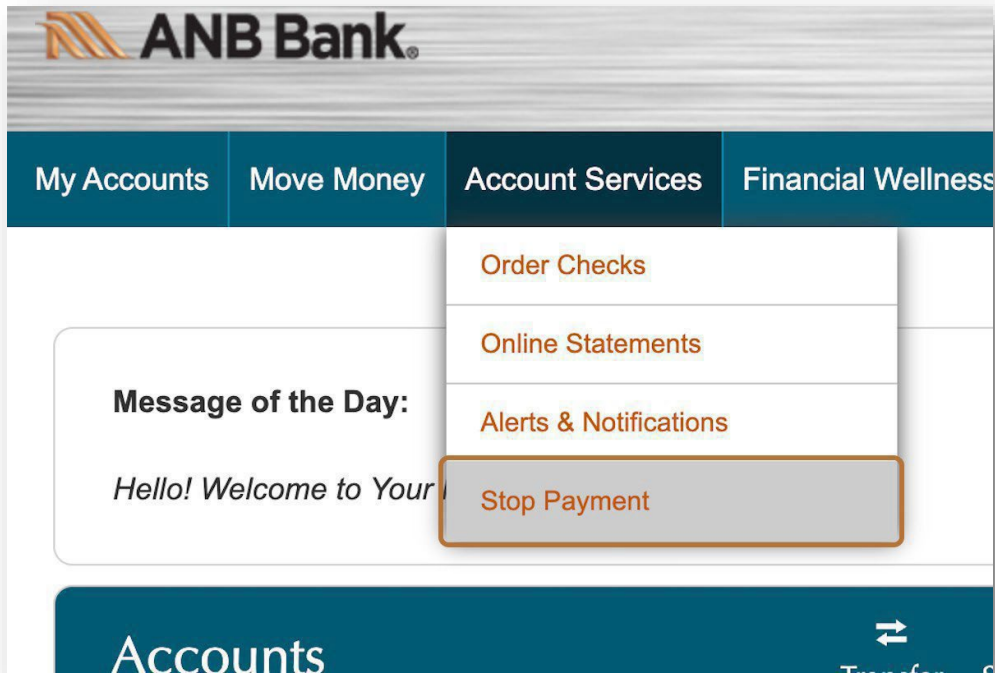 ANB Bank®
My Accounts Move Money Account Services Financial Wellness
Order Checks
Online Statements
Message of the Day:
Alerts & Notifications
Hello! Welcome to Your
Stop Payment
Accounts
Transfer